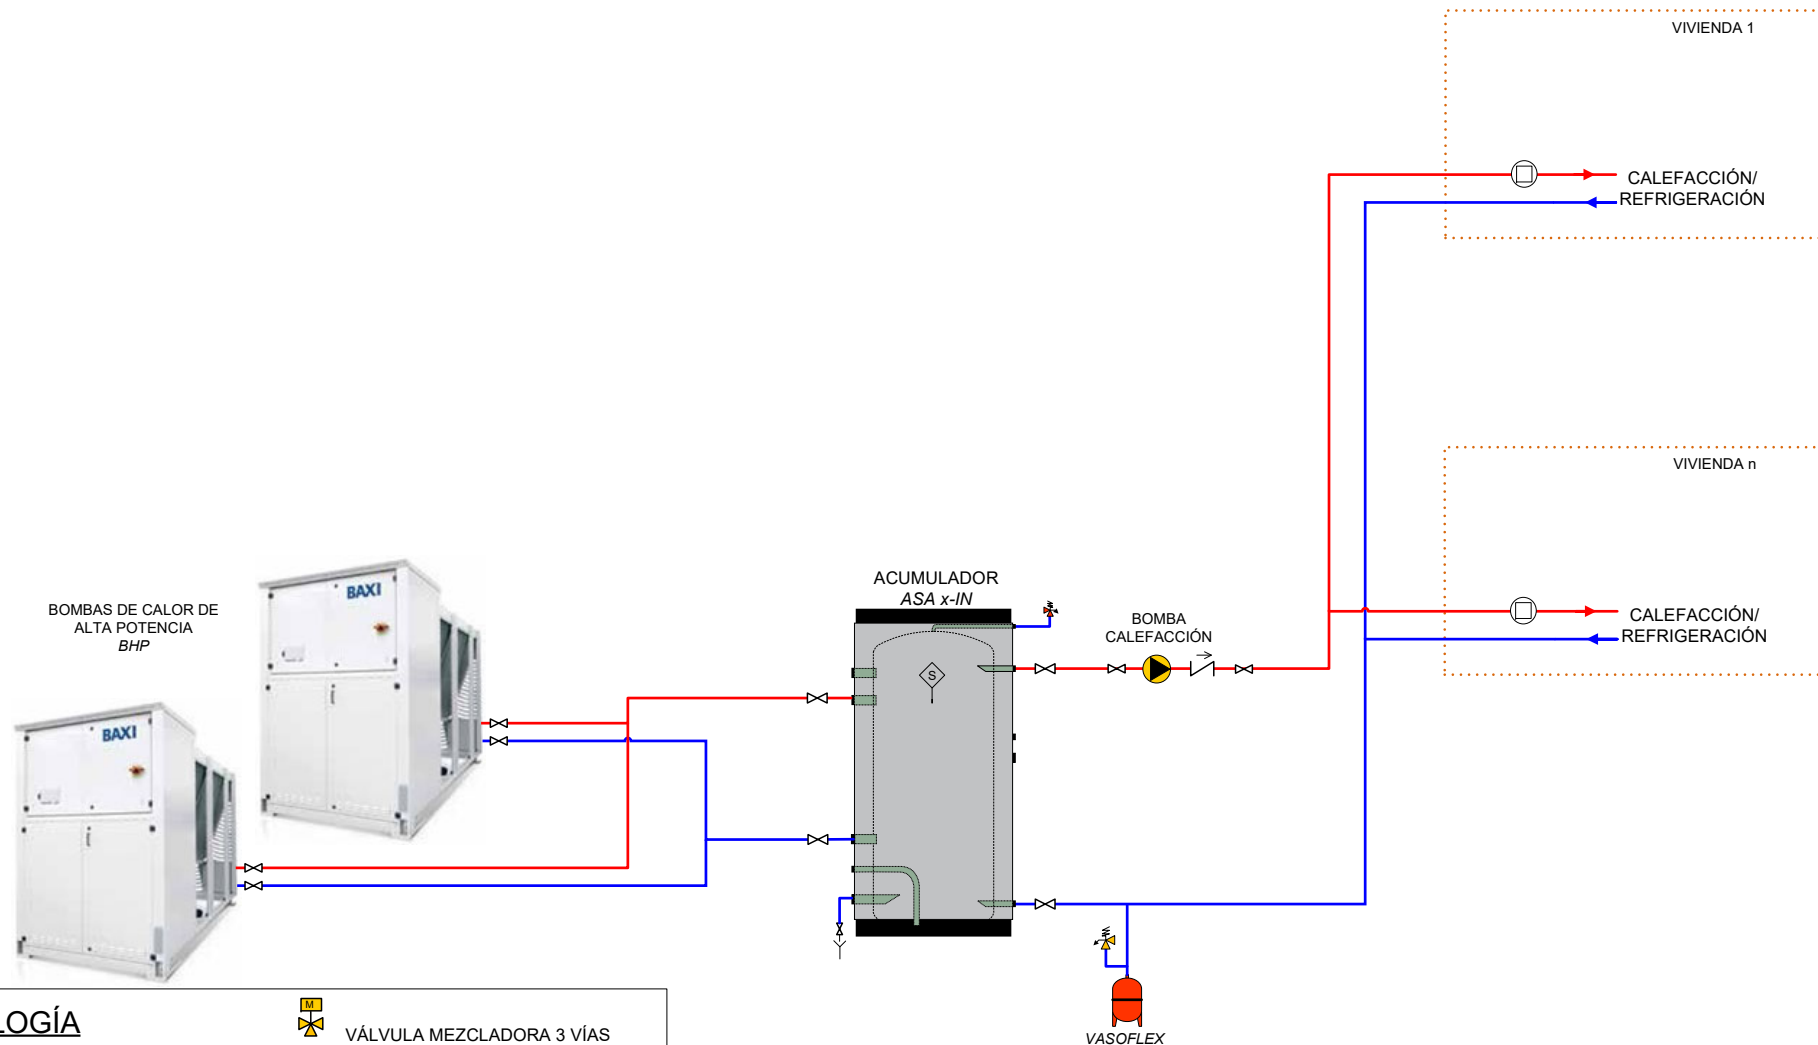 VIVIENDA 1
CALEFACCIÓN/
REFRIGERACIÓN
VIVIENDA n
CALEFACCIÓN/
REFRIGERACIÓN
BOMBAS DE CALOR DE
ALTA POTENCIA
BHP
BAXI
BAXI
ACUMULADOR
ASA x-IN
S
BOMBA
CALEFACCIÓN
VASOFLEX
LOGÍA
M
VÁLVULA MEZCLADORA 3 VÍAS